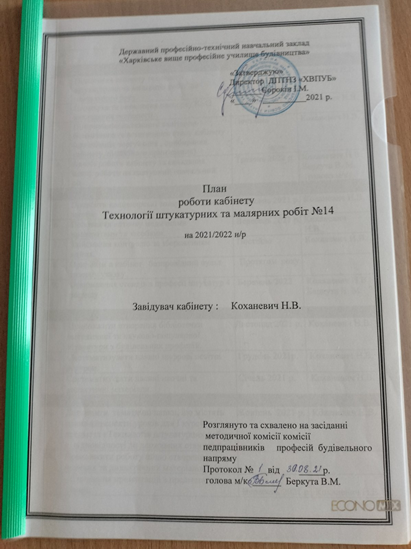 Державний професійно-технічний навчальний заклад
«Харківське вище професійне училище будівництва»
«Затверджую»
Директор ДПТНЗ «ХВПУБ»
Сорокін І.М.
2021 р.
План
роботи кабінету
Технології штукатурних та малярних робіт №14
на 2021/2022 н/р
Завідувач кабінету : Коханевич Н.В.
Розглянуто та схвалено на засіданні
методичної комісії комісії
педпрацівників професій будівельного
напряму
Протокол № 1 від 30.08.21 р.
голова м/к Беркута В.М.
ECONOMIX